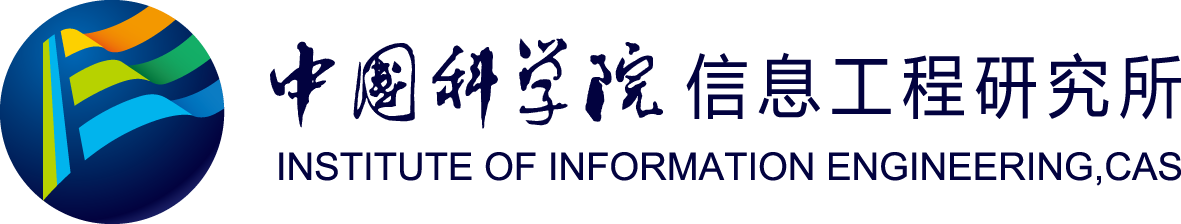 中国科学院 信息工程研究所
INSTITUTE OF INFORMATION ENGINEERING,CAS